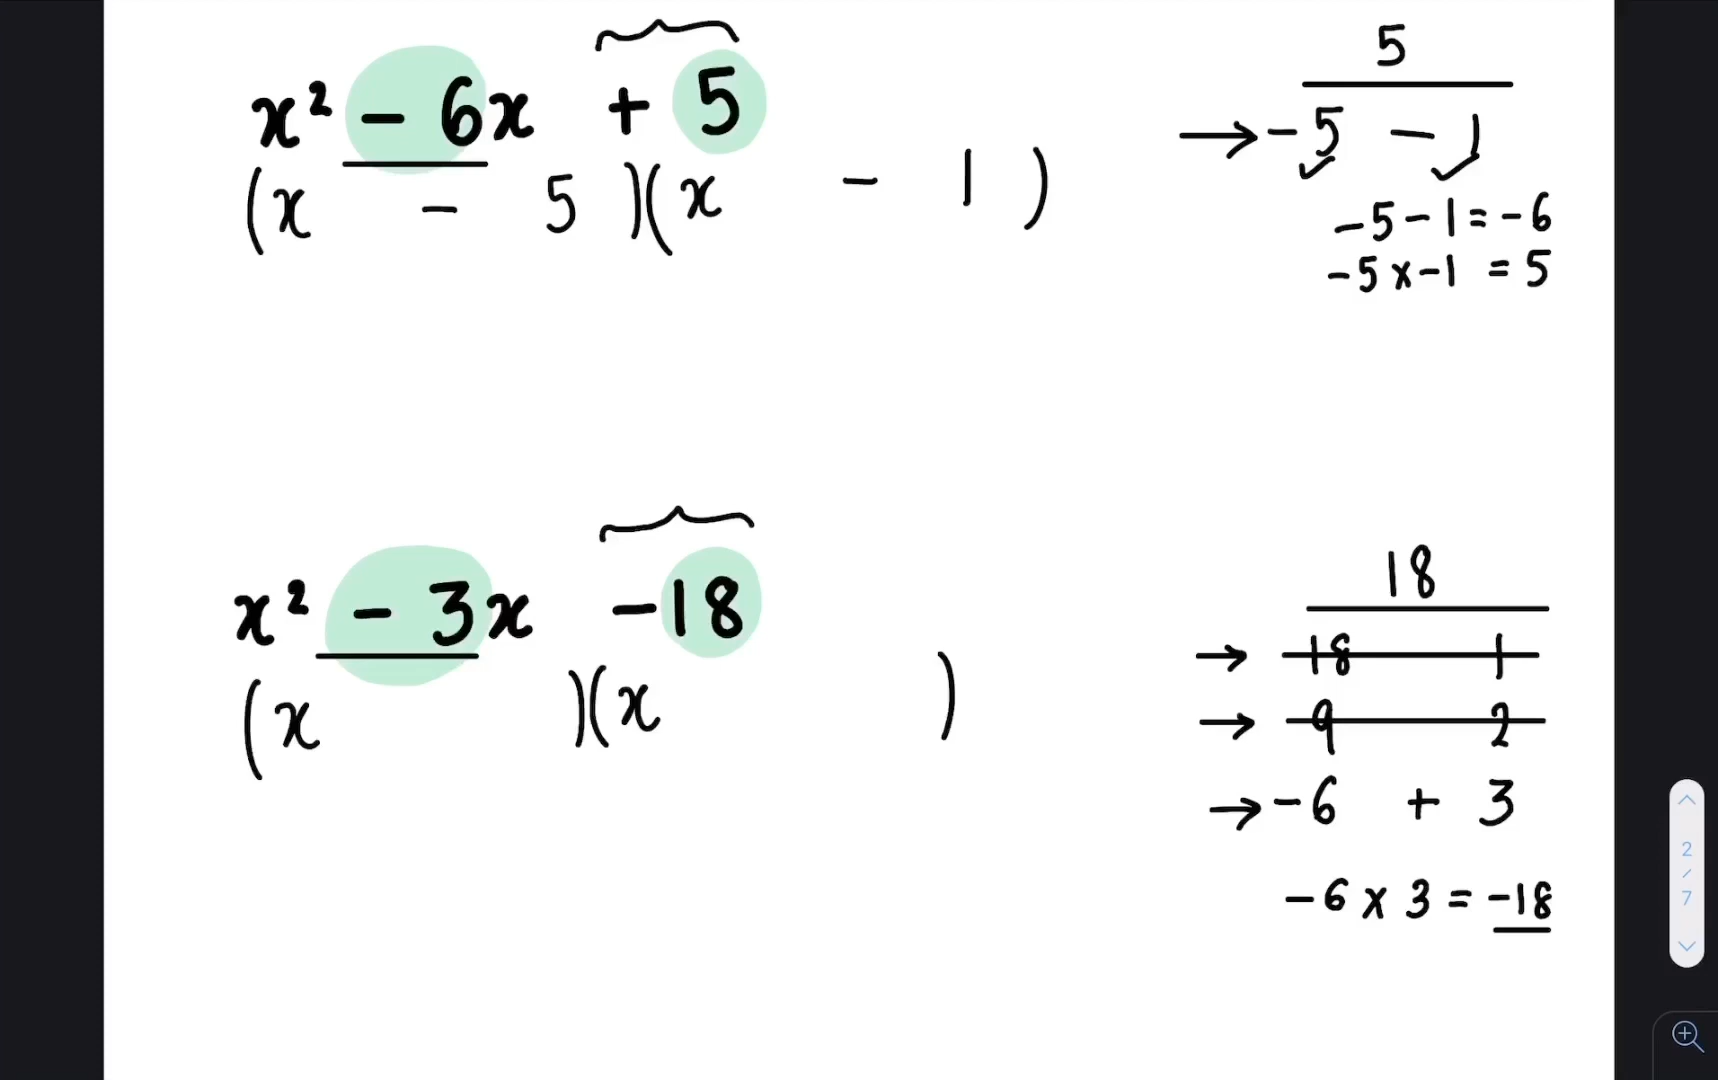 x² - 6x + 5
(x - 5)(x - 1)
5
→ -5 -1
-5 - 1 = -6
-5 x -1 = 5
x² - 3x -18
(x )(x )
18
→ 18 1
→ 9 2
→ -6 + 3
-6 x 3 = -18
2
/
7